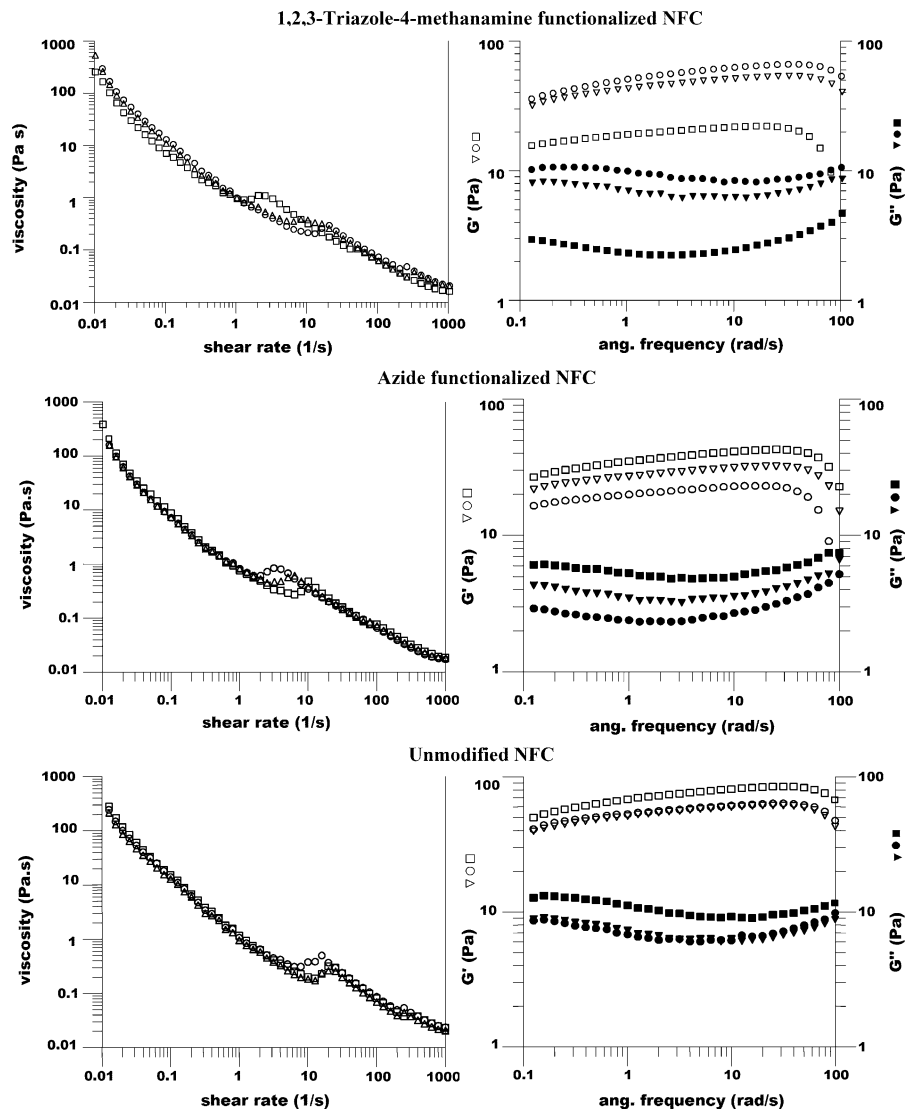 1,2,3-Triazole-4-methanamine functionalized NFC
1000
100
10
1
0.1
0.01
viscosity (Pa s)
0.01 0.1 1 10 100 1000
shear rate (1/s)
100
10
1
G' (Pa)
0.1 1 10 100
ang. frequency (rad/s)
100
10
1
G'' (Pa)
Azide functionalized NFC
1000
100
10
1
0.1
0.01
viscosity (Pa.s)
0.01 0.1 1 10 100 1000
shear rate (1/s)
100
10
1
G' (Pa)
0.1 1 10 100
ang. frequency (rad/s)
100
10
1
G'' (Pa)
Unmodified NFC
1000
100
10
1
0.1
0.01
viscosity (Pa.s)
0.01 0.1 1 10 100 1000
shear rate (1/s)
100
10
1
G' (Pa)
0.1 1 10 100
ang. frequency (rad/s)
100
10
1
G'' (Pa)